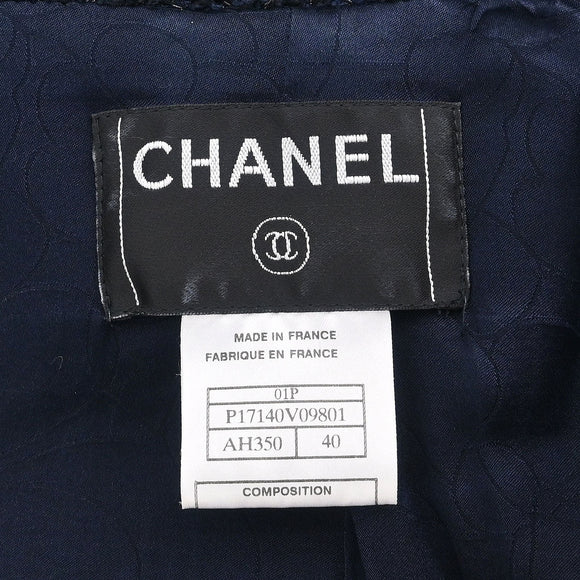 CHANEL
MADE IN FRANCE
FABRIQUE EN FRANCE
01P
P17140V09801
AH350 40
COMPOSITION